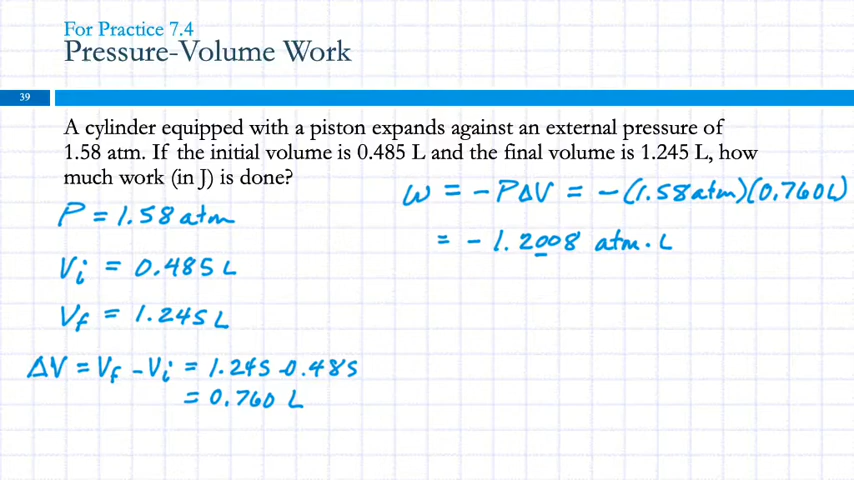 For Practice 7.4
Pressure-Volume Work
39
A cylinder equipped with a piston expands against an external pressure of
1.58 atm. If the initial volume is 0.485 L and the final volume is 1.245 L, how
much work (in J) is done?
P = 1.58 atm
Vi = 0.485 L
Vf = 1.245 L
ΔV = Vf - Vi = 1.245 - 0.485
= 0.760 L
w = - PΔV = - (1.58 atm)(0.760 L)
= - 1.2008 atm · L